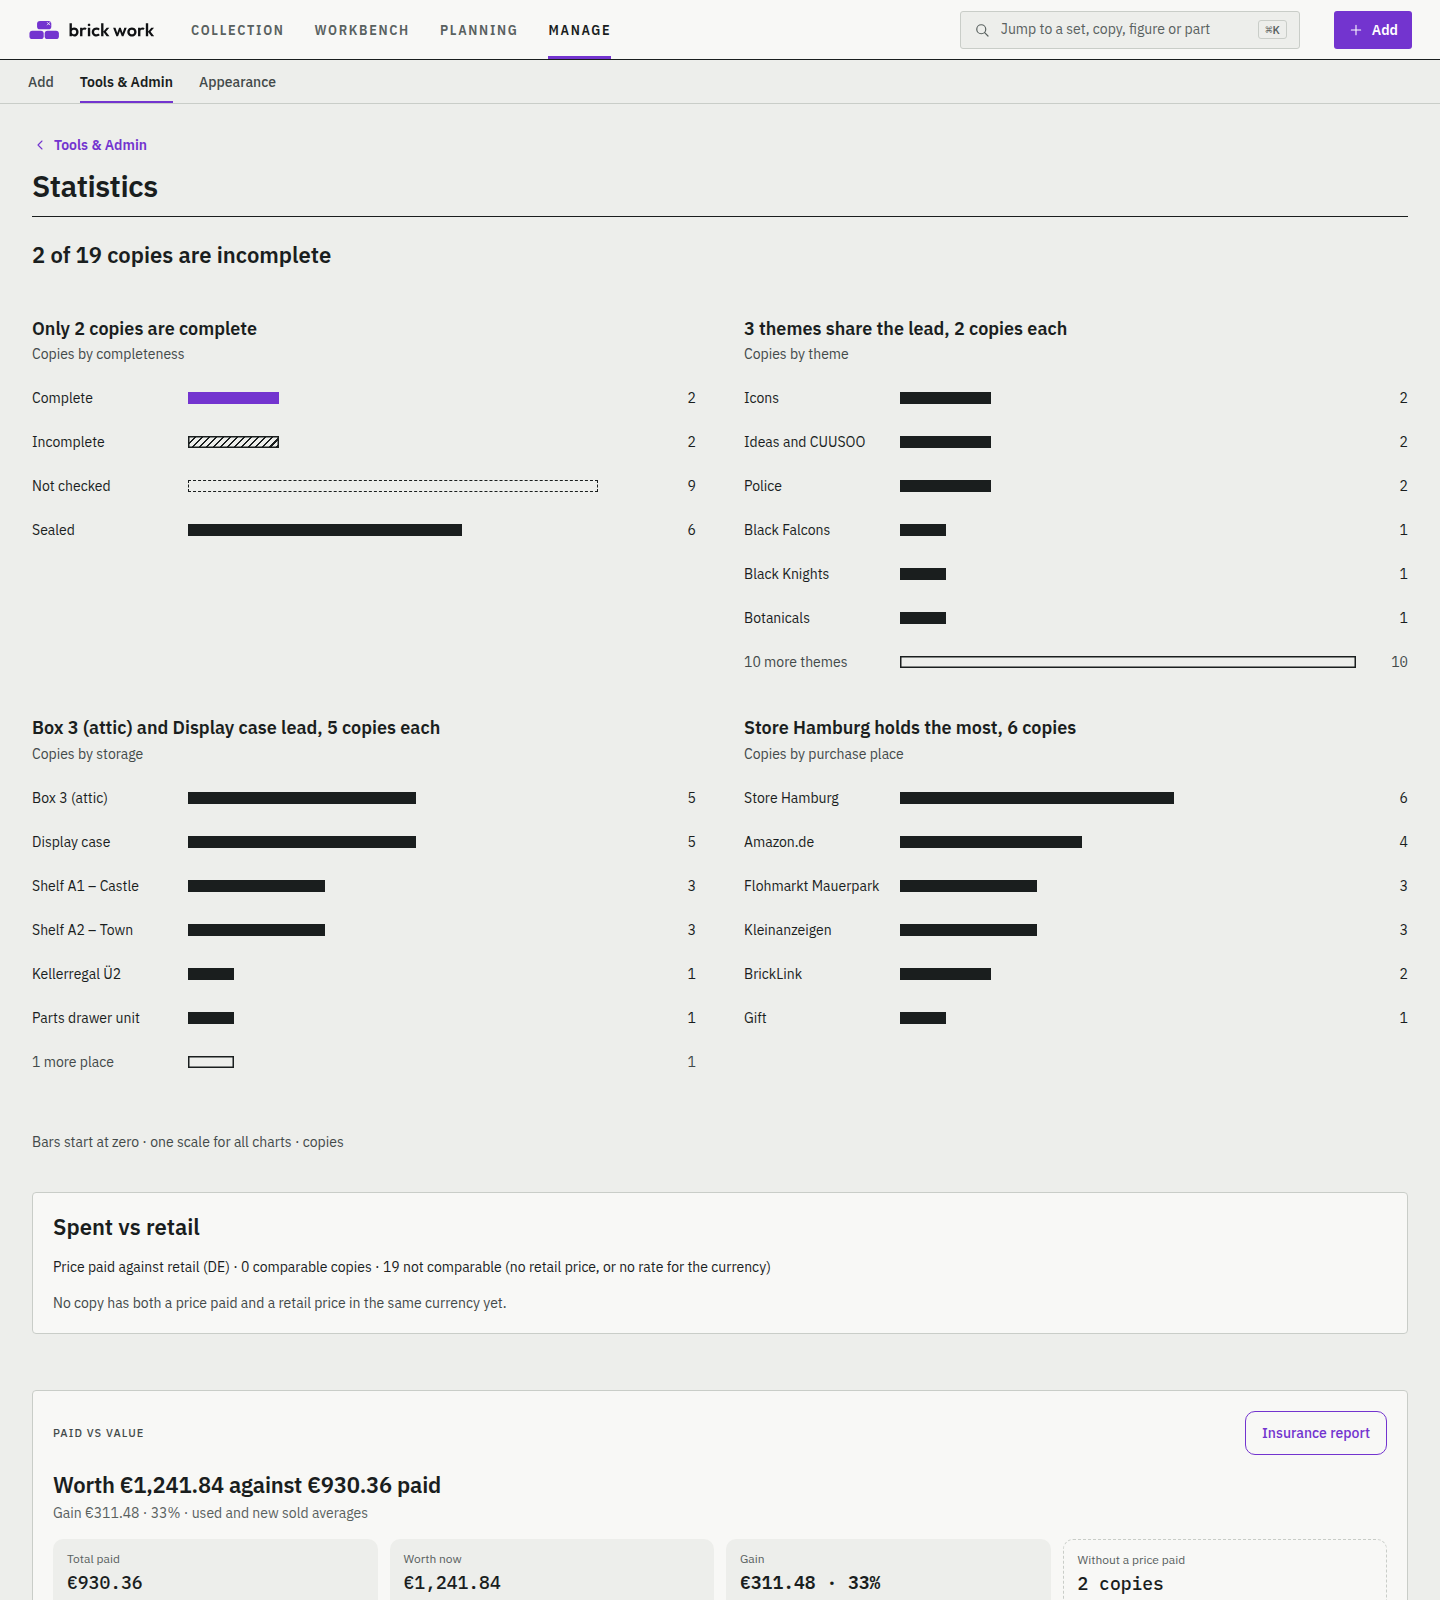 brick work
COLLECTION
WORKBENCH
PLANNING
MANAGE
Jump to a set, copy, figure or part
⌘K
Add
Add
Tools & Admin
Appearance
Tools & Admin
Statistics
2 of 19 copies are incomplete
Only 2 copies are complete
Copies by completeness
Complete 2
Incomplete 2
Not checked 9
Sealed 6
3 themes share the lead, 2 copies each
Copies by theme
Icons 2
Ideas and CUUSOO 2
Police 2
Black Falcons 1
Black Knights 1
Botanicals 1
10 more themes 10
Box 3 (attic) and Display case lead, 5 copies each
Copies by storage
Box 3 (attic) 5
Display case 5
Shelf A1 – Castle 3
Shelf A2 – Town 3
Kellerregal Ü2 1
Parts drawer unit 1
1 more place 1
Store Hamburg holds the most, 6 copies
Copies by purchase place
Store Hamburg 6
Amazon.de 4
Flohmarkt Mauerpark 3
Kleinanzeigen 3
BrickLink 2
Gift 1
Bars start at zero · one scale for all charts · copies
Spent vs retail
Price paid against retail (DE) · 0 comparable copies · 19 not comparable (no retail price, or no rate for the currency)
No copy has both a price paid and a retail price in the same currency yet.
PAID VS VALUE
Insurance report
Worth €1,241.84 against €930.36 paid
Gain €311.48 · 33% · used and new sold averages
Total paid
€930.36
Worth now
€1,241.84
Gain
€311.48 · 33%
Without a price paid
2 copies